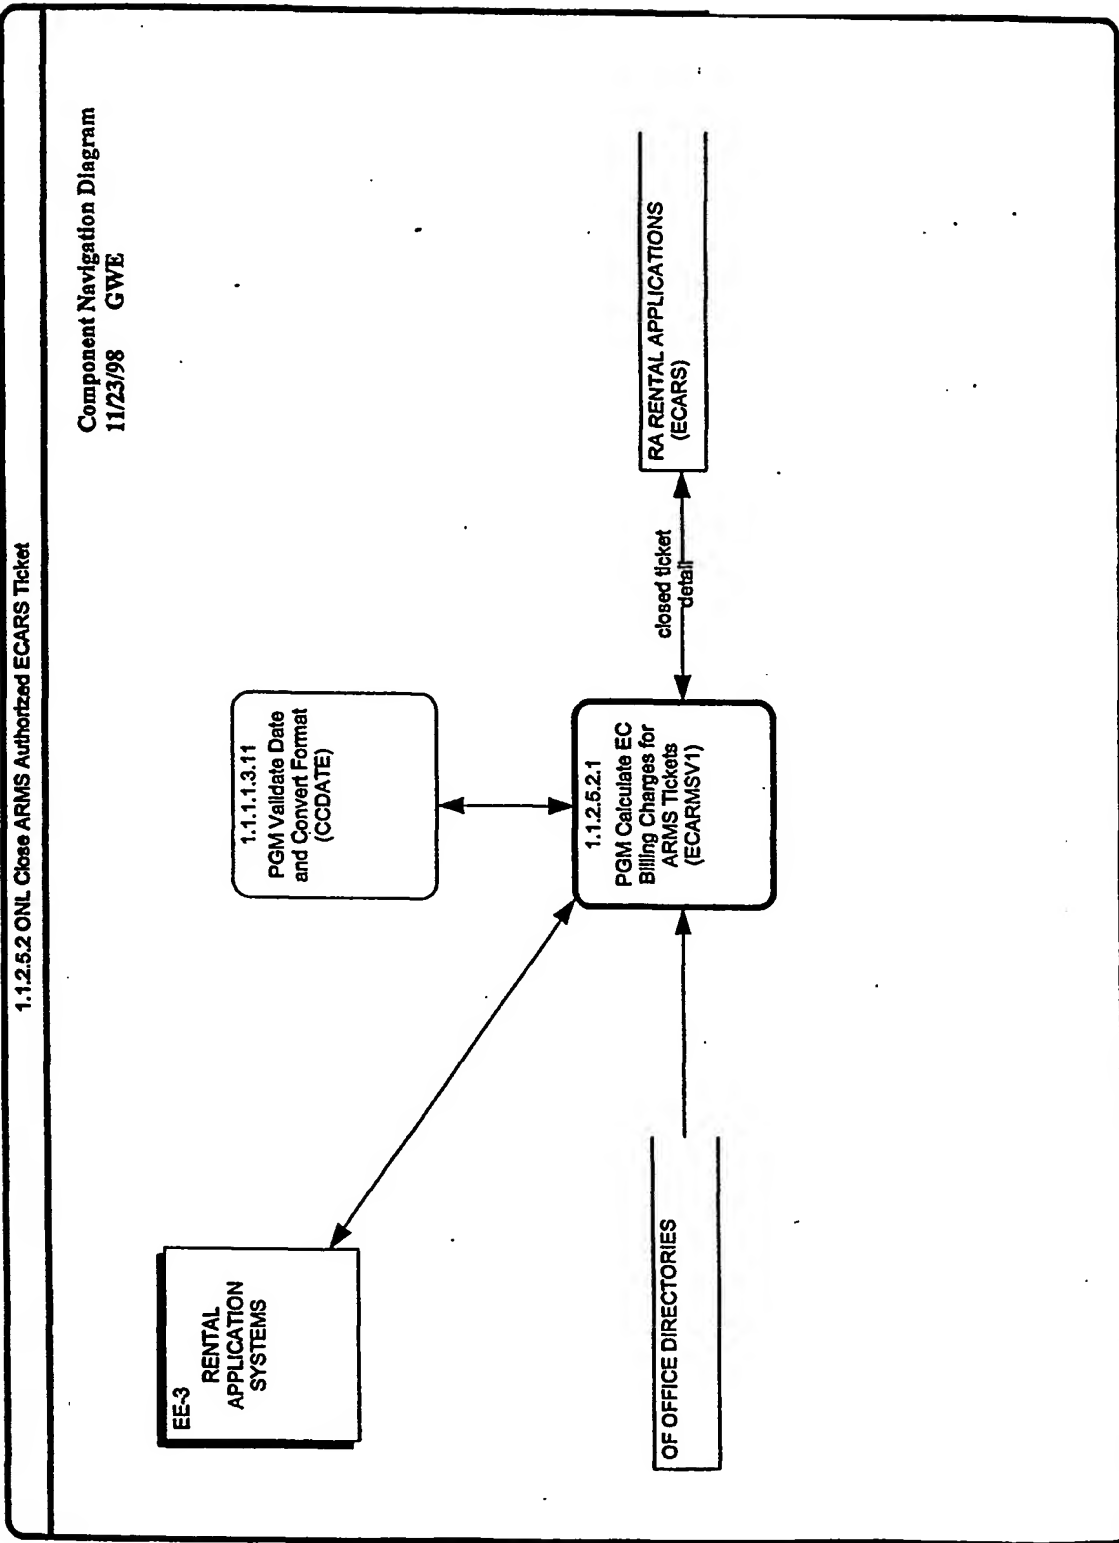 1.1.2.5.2 ONL Close ARMS Authorized ECARS Ticket
Component Navigation Diagram
11/23/98 GWE
EE-3
RENTAL
APPLICATION
SYSTEMS
1.1.1.1.3.11
PGM Validate Date
and Convert Format
(CCDATE)
OF OFFICE DIRECTORIES
1.1.2.5.2.1
PGM Calculate EC
Billing Charges for
ARMS Tickets
(ECARMSV1)
closed ticket
detail
RA RENTAL APPLICATIONS
(ECARS)